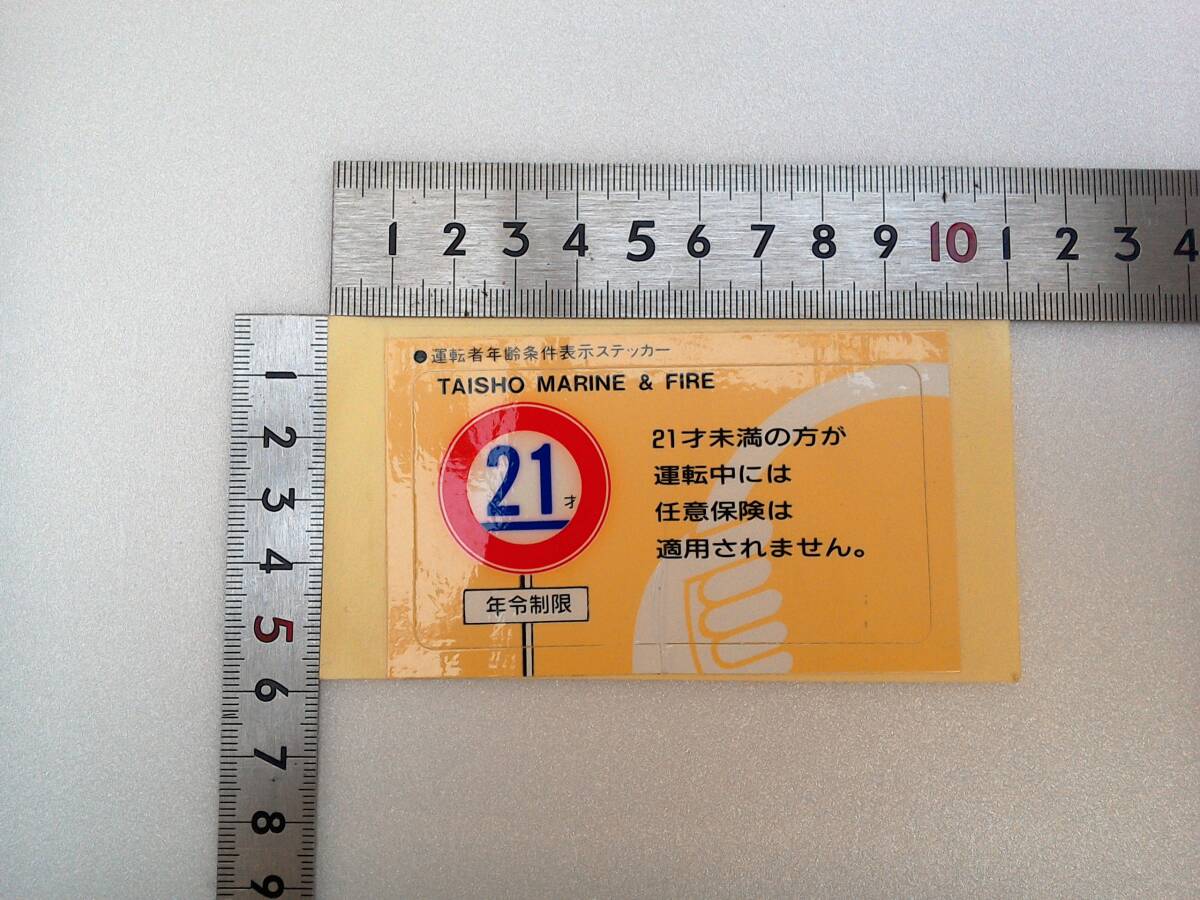 1 2 3 4 5 6 7 8 9 10 1 2 3 4
1
2
3
4
5
6
7
8
9
●運転者年齢条件表示ステッカー
TAISHO MARINE & FIRE
21才
年令制限
21才未満の方が
運転中には
任意保険は
適用されません。